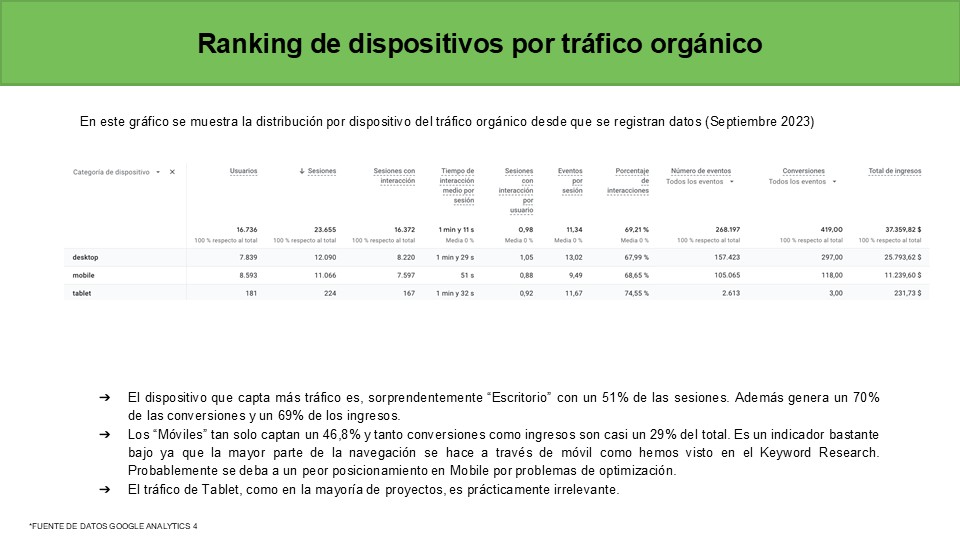 Ranking de dispositivos por tráfico orgánico
En este gráfico se muestra la distribución por dispositivo del tráfico orgánico desde que se registran datos (Septiembre 2023)
Categoría de dispositivo Usuarios Sesiones Sesiones con interacción Tiempo de interacción medio por sesión Sesiones con interacción por usuario Eventos por sesión Porcentaje de interacciones Número de eventos Todos los eventos Conversiones Todos los eventos Total de ingresos
16.736 23.655 16.372 1 min y 11 s 0,98 11,34 69,21 % 268.197 419,00 37.359,82 $
100 % respecto al total 100 % respecto al total 100 % respecto al total Media 0 % Media 0 % Media 0 % Media 0 % 100 % respecto al total 100 % respecto al total 100 % respecto al total
desktop 7.839 12.090 8.220 1 min y 29 s 1,05 13,02 67,99 % 157.423 297,00 25.793,62 $
mobile 8.593 11.066 7.597 51 s 0,88 9,49 68,65 % 105.065 118,00 11.239,60 $
tablet 181 224 167 1 min y 32 s 0,92 11,67 74,55 % 2.613 3,00 231,73 $
➔ El dispositivo que capta más tráfico es, sorprendentemente “Escritorio” con un 51% de las sesiones. Además genera un 70%
de las conversiones y un 69% de los ingresos.
➔ Los “Móviles” tan solo captan un 46,8% y tanto conversiones como ingresos son casi un 29% del total. Es un indicador bastante
bajo ya que la mayor parte de la navegación se hace a través de móvil como hemos visto en el Keyword Research.
Probablemente se deba a un peor posicionamiento en Mobile por problemas de optimización.
➔ El tráfico de Tablet, como en la mayoría de proyectos, es prácticamente irrelevante.
*FUENTE DE DATOS GOOGLE ANALYTICS 4